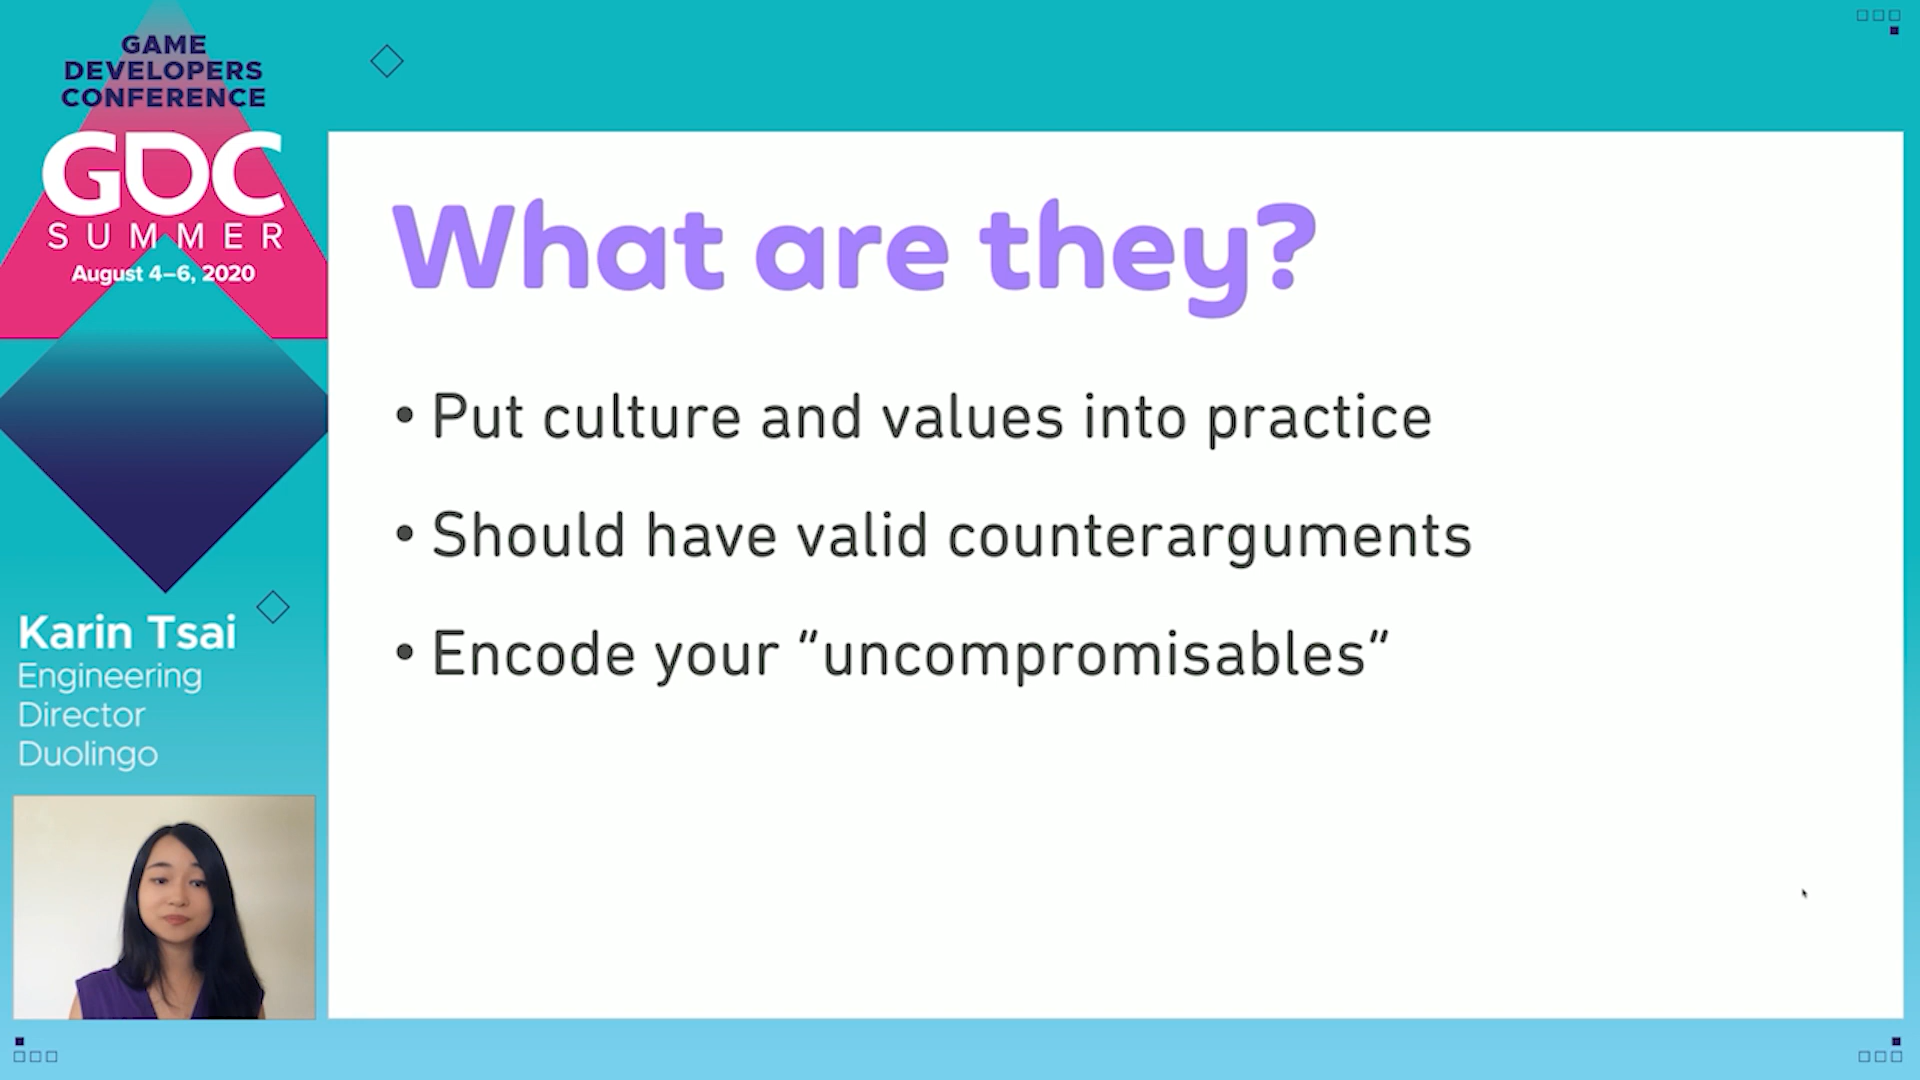 GAME
DEVELOPERS
CONFERENCE
GDC
SUMMER
August 4–6, 2020
Karin Tsai
Engineering
Director
Duolingo
What are they?
• Put culture and values into practice
• Should have valid counterarguments
• Encode your “uncompromisables”